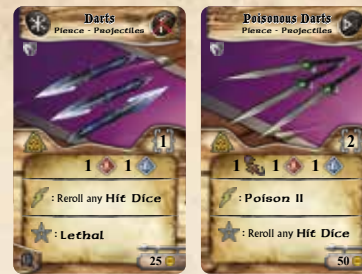 Darts
Pierce - Projectiles
1
1 1 1
: Reroll any Hit Dice
: Lethal
25
Poisonous Darts
Pierce - Projectiles
2
1 1 1
: Poison II
: Reroll any Hit Dice
50